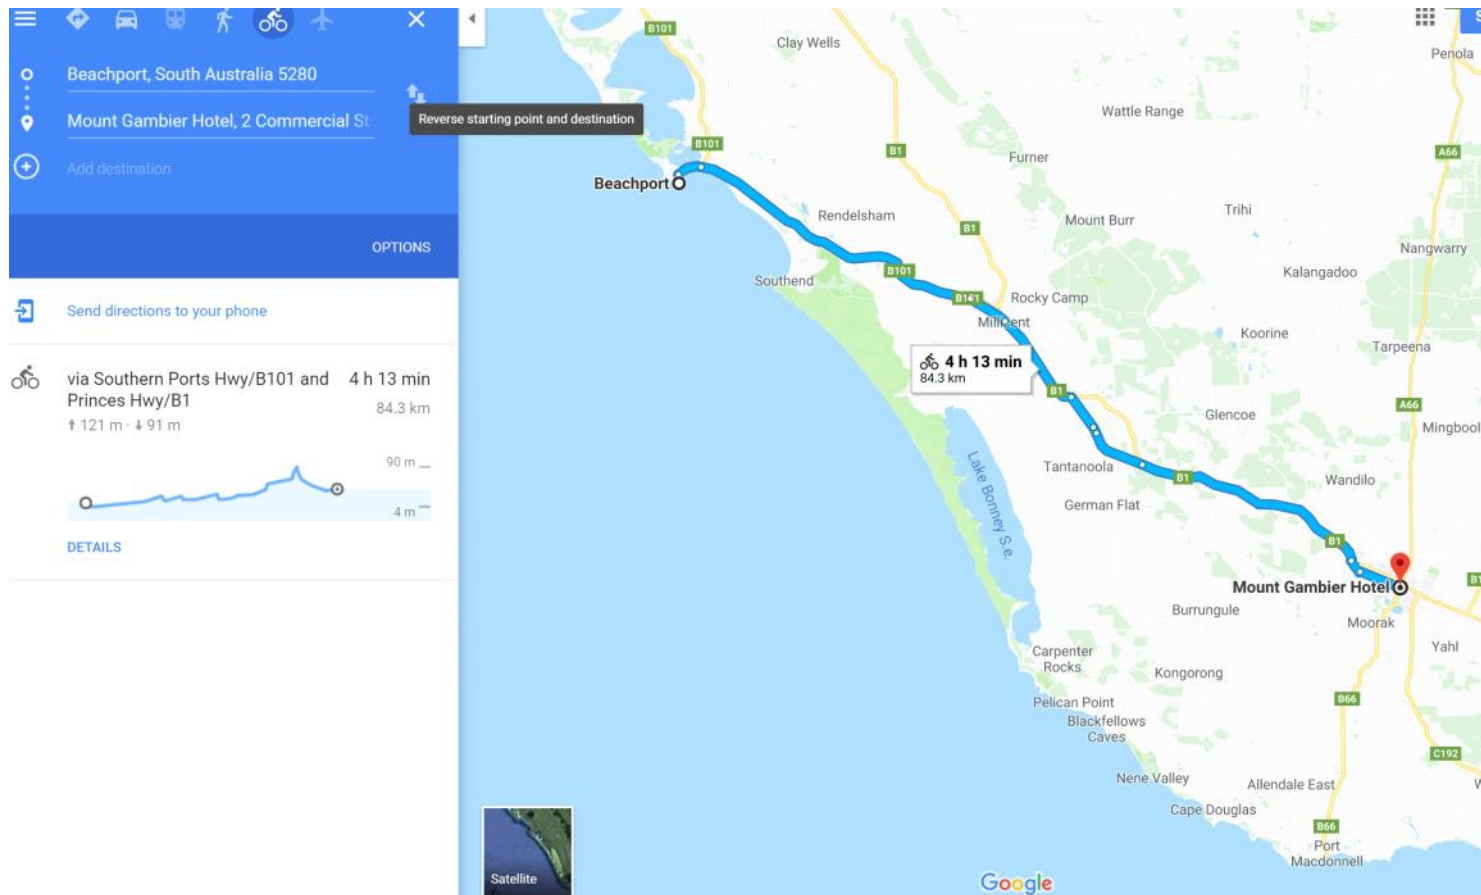 Beachport, South Australia 5280
Mount Gambier Hotel, 2 Commercial St
Reverse starting point and destination
Add destination
OPTIONS
Send directions to your phone
via Southern Ports Hwy/B101 and
Princes Hwy/B1
4 h 13 min
84.3 km
121 m · 91 m
90 m
4 m
DETAILS
B101
Clay Wells
Penola
Wattle Range
B101
B1
A66
Furner
Beachport
Rendelsham
Mount Burr
Trihi
B1
Nangwarry
Southend
B101
Kalangadoo
B101
Rocky Camp
Millicent
Koorine
Tarpeena
4 h 13 min
84.3 km
B1
A66
Glencoe
Mingbool
Tantanoola
B1
Wandilo
Lake Bonney S.e.
German Flat
B1
Mount Gambier Hotel
Burrungule
Moorak
Yahl
Carpenter
Rocks
Kongorong
Pelican Point
B66
Blackfellows
Caves
C192
Nene Valley
Allendale East
Cape Douglas
B66
Port
Macdonnell
Satellite
Google